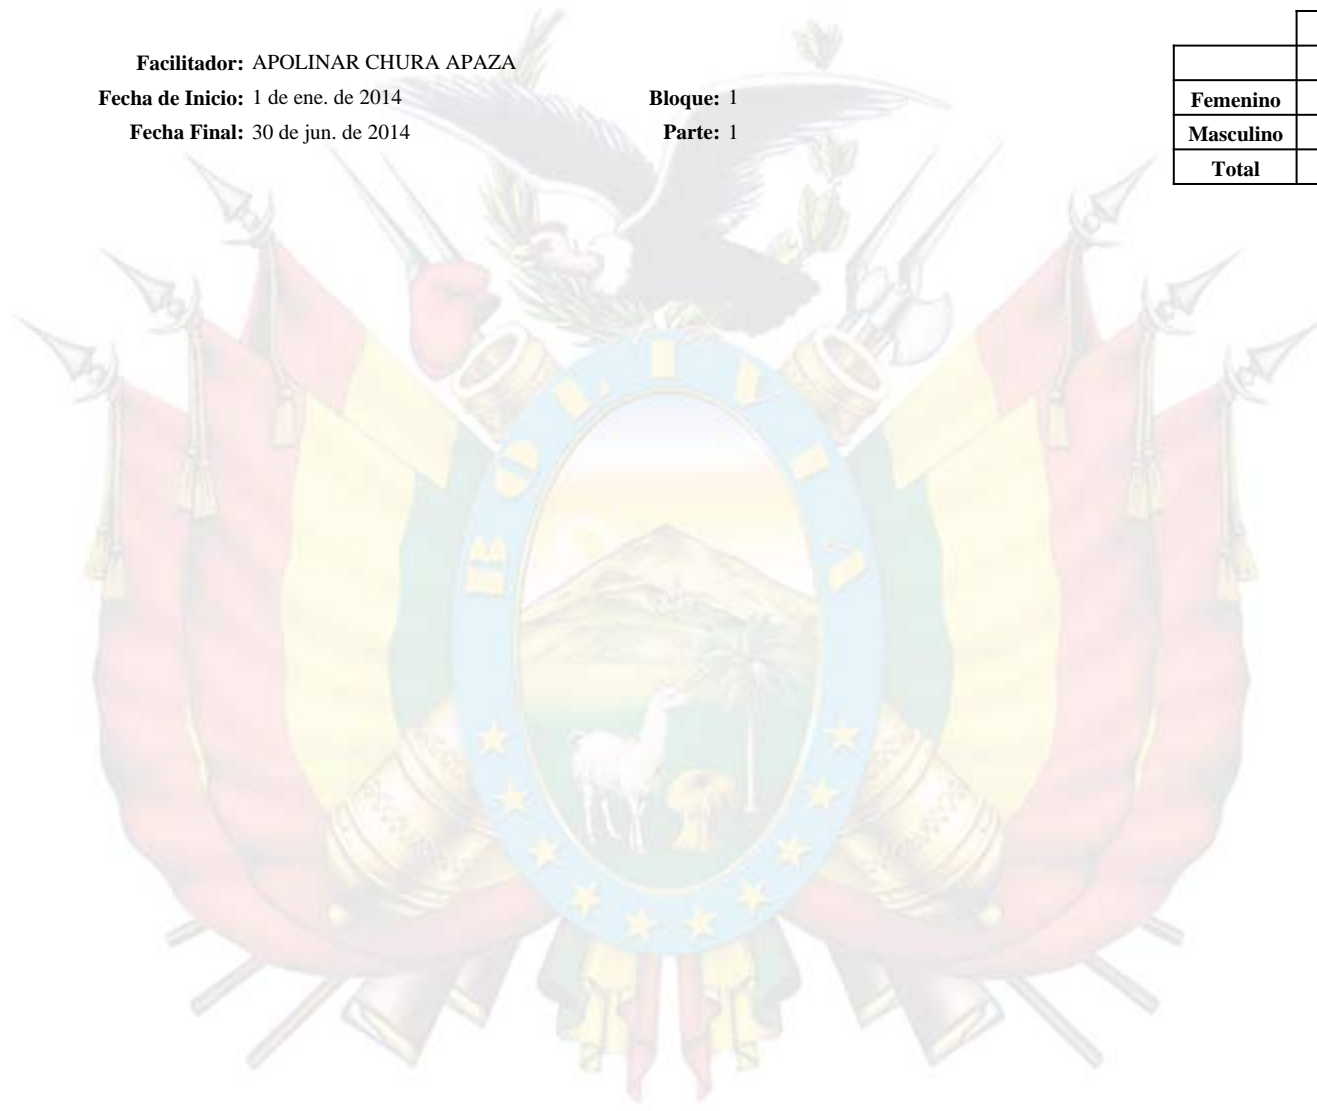 Facilitador: APOLINAR CHURA APAZA
Fecha de Inicio: 1 de ene. de 2014 Bloque: 1
Fecha Final: 30 de jun. de 2014 Parte: 1
Femenino
Masculino
Total
BOLIVIA